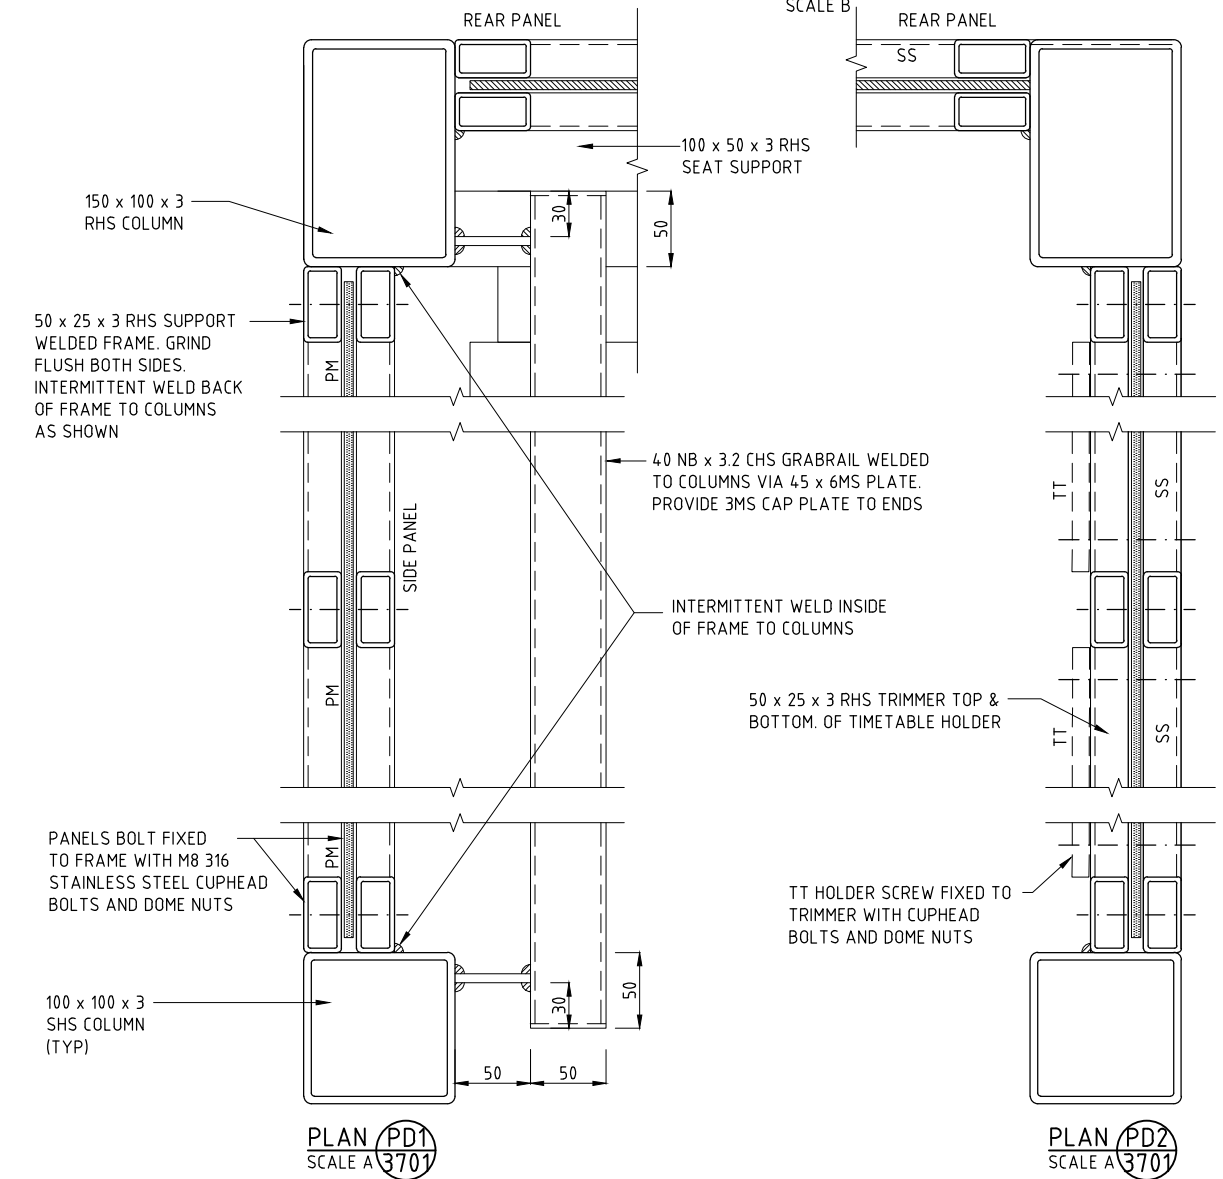 SCALE B
REAR PANEL
REAR PANEL
SS
100 x 50 x 3 RHS
SEAT SUPPORT
150 x 100 x 3
RHS COLUMN
30
50
50 x 25 x 3 RHS SUPPORT
WELDED FRAME. GRIND
FLUSH BOTH SIDES.
INTERMITTENT WELD BACK
OF FRAME TO COLUMNS
AS SHOWN
PM
40 NB x 3.2 CHS GRABRAIL WELDED
TO COLUMNS VIA 45 x 6MS PLATE.
PROVIDE 3MS CAP PLATE TO ENDS
SIDE PANEL
TT
SS
INTERMITTENT WELD INSIDE
OF FRAME TO COLUMNS
PM
50 x 25 x 3 RHS TRIMMER TOP &
BOTTOM. OF TIMETABLE HOLDER
TT
SS
PANELS BOLT FIXED
TO FRAME WITH M8 316
STAINLESS STEEL CUPHEAD
BOLTS AND DOME NUTS
PM
TT HOLDER SCREW FIXED TO
TRIMMER WITH CUPHEAD
BOLTS AND DOME NUTS
100 x 100 x 3
SHS COLUMN
(TYP)
30
50
50
50
PLAN PD1
SCALE A 3701
PLAN PD2
SCALE A 3701